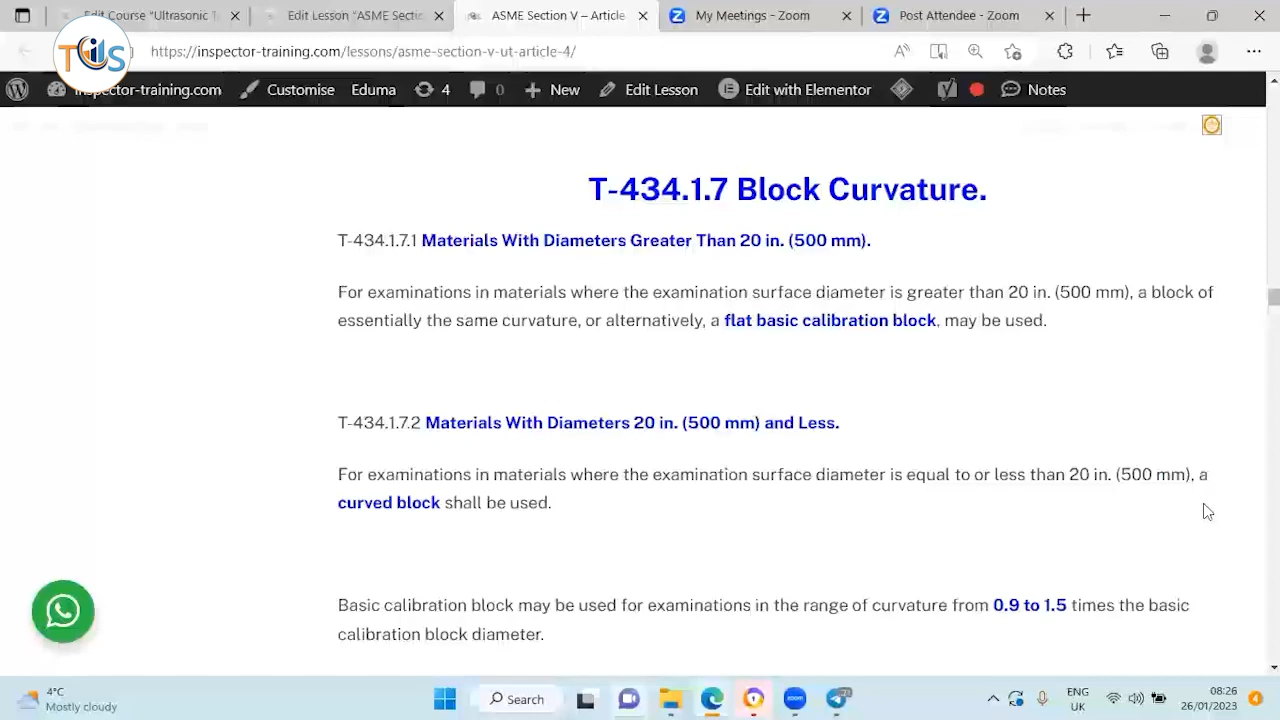 Edit Course "Ultrasonic T
Edit Lesson "ASME Sectic
ASME Section V – Article
My Meetings - Zoom
Post Attendee - Zoom
TCIS
https://inspector-training.com/lessons/asme-section-v-ut-article-4/
inspector-training.com
Customise
Eduma
4
0
New
Edit Lesson
Edit with Elementor
Notes
T-434.1.7 Block Curvature.
T-434.1.7.1 Materials With Diameters Greater Than 20 in. (500 mm).
For examinations in materials where the examination surface diameter is greater than 20 in. (500 mm), a block of
essentially the same curvature, or alternatively, a flat basic calibration block, may be used.
T-434.1.7.2 Materials With Diameters 20 in. (500 mm) and Less.
For examinations in materials where the examination surface diameter is equal to or less than 20 in. (500 mm), a
curved block shall be used.
Basic calibration block may be used for examinations in the range of curvature from 0.9 to 1.5 times the basic
calibration block diameter.
4°C
Mostly cloudy
Search
zoom
21
ENG
UK
08:26
26/01/2023
4